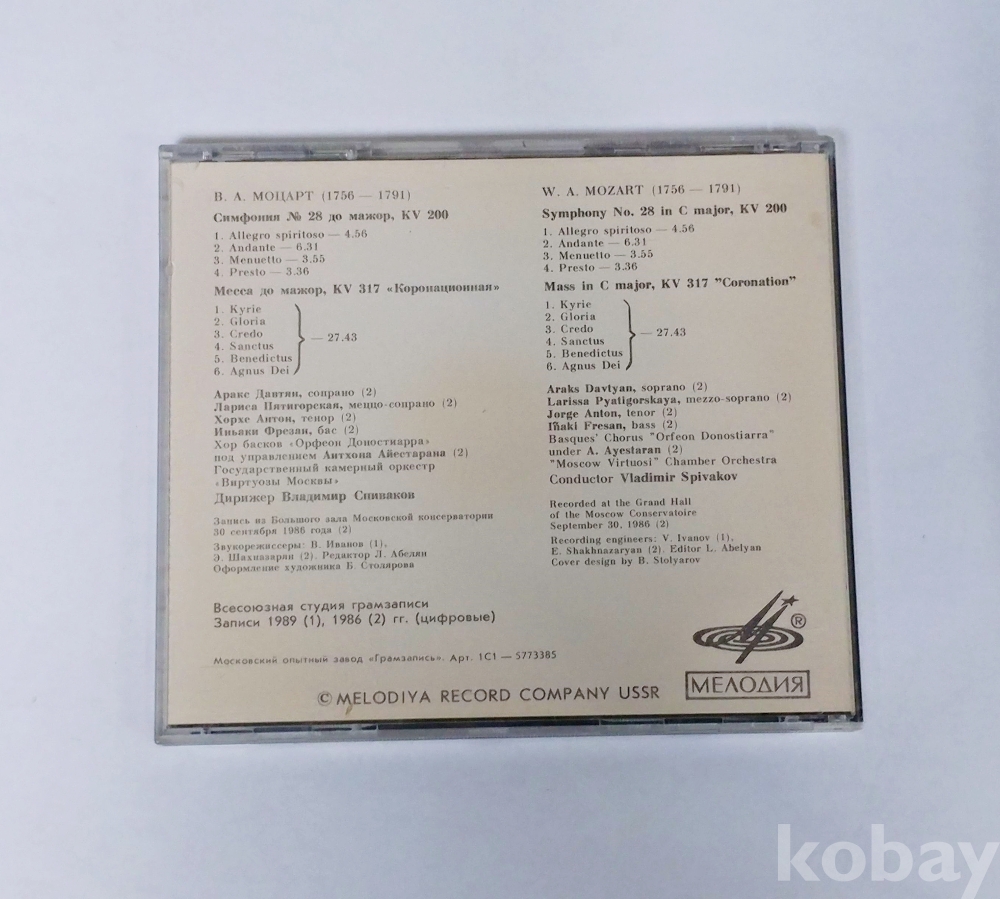 В. А. МОЦАРТ (1756 — 1791)
Симфония № 28 до мажор, KV 200
1. Allegro spiritoso — 4.56
2. Andante — 6.31
3. Menuetto — 3.55
4. Presto — 3.36
Месса до мажор, KV 317 «Коронационная»
1. Kyrie
2. Gloria
3. Credo
4. Sanctus
5. Benedictus
6. Agnus Dei
— 27.43
Аракс Давтян, сопрано (2)
Лариса Пятигорская, меццо-сопрано (2)
Хорхе Антон, тенор (2)
Иньаки Фрезан, бас (2)
Хор басков «Орфеон Доностиарра»
под управлением Антхона Айестарана (2)
Государственный камерный оркестр
«Виртуозы Москвы»
Дирижер Владимир Спиваков
Запись из Большого зала Московской консерватории
30 сентября 1986 года (2)
Звукорежиссеры: В. Иванов (1),
Э. Шахназарян (2). Редактор Л. Абелян
Оформление художника Б. Столярова
Всесоюзная студия грамзаписи
Записи 1989 (1), 1986 (2) гг. (цифровые)
Московский опытный завод «Грамзапись». Арт. 1С1 — 5773385
W. A. MOZART (1756 — 1791)
Symphony No. 28 in C major, KV 200
1. Allegro spiritoso — 4.56
2. Andante — 6.31
3. Menuetto — 3.55
4. Presto — 3.36
Mass in C major, KV 317 "Coronation"
1. Kyrie
2. Gloria
3. Credo
4. Sanctus
5. Benedictus
6. Agnus Dei
— 27.43
Araks Davtyan, soprano (2)
Larissa Pyatigorskaya, mezzo-soprano (2)
Jorge Anton, tenor (2)
Iñaki Fresan, bass (2)
Basques' Chorus "Orfeon Donostiarra"
under A. Ayestaran (2)
"Moscow Virtuosi" Chamber Orchestra
Conductor Vladimir Spivakov
Recorded at the Grand Hall
of the Moscow Conservatoire
September 30, 1986 (2)
Recording engineers: V. Ivanov (1),
E. Shakhnazaryan (2). Editor L. Abelyan
Cover design by B. Stolyarov
®
МЕЛОДИЯ
© MELODIYA RECORD COMPANY USSR
kobay